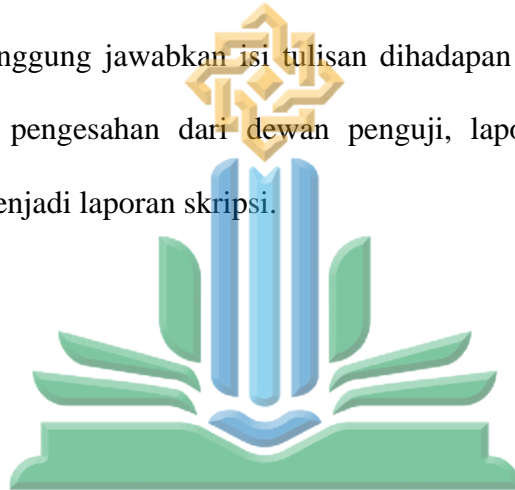 nggung jawabkan isi tulisan dihadapan
pengesahan dari dewan penguji, lapo
enjadi laporan skripsi.